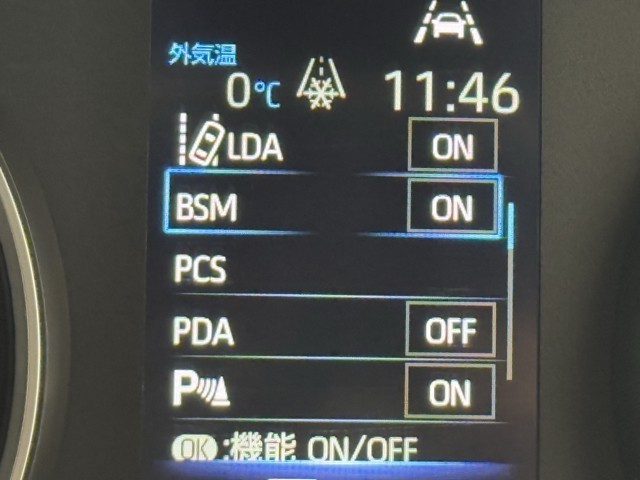 外気温
0℃ 11:46
LDA ON
BSM ON
PCS
PDA OFF
P ON
OK :機能 ON/OFF